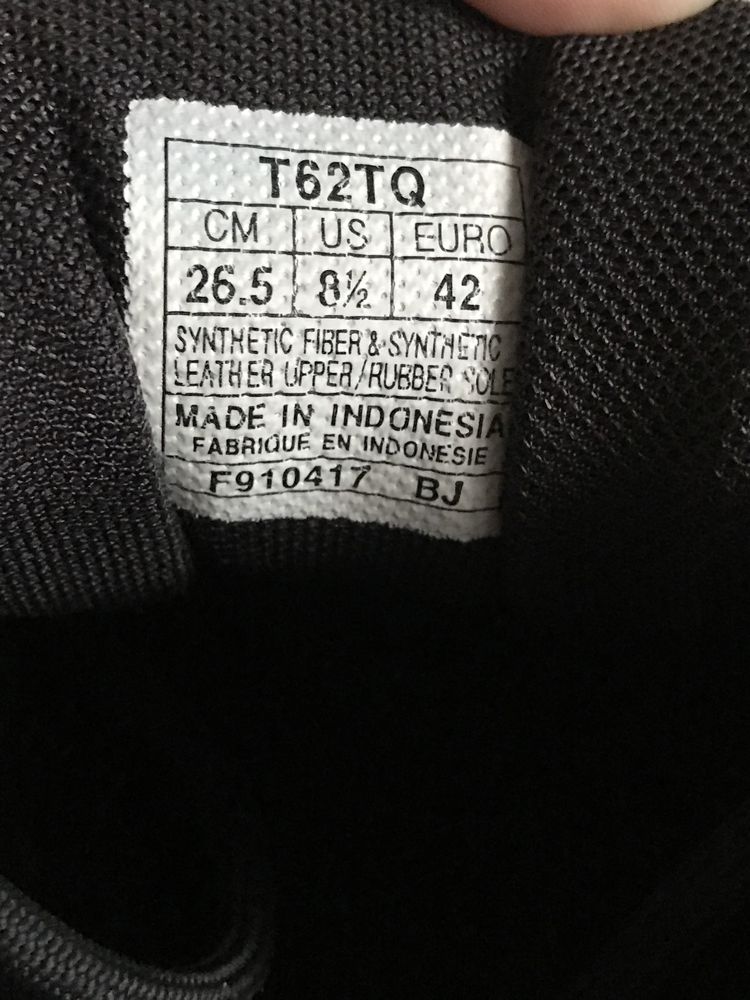 T62TQ
CM US EURO
26.5 8½ 42
SYNTHETIC FIBER & SYNTHETIC
LEATHER UPPER/RUBBER SOLE
MADE IN INDONESIA
FABRIQUE EN INDONESIE
F910417 BJ